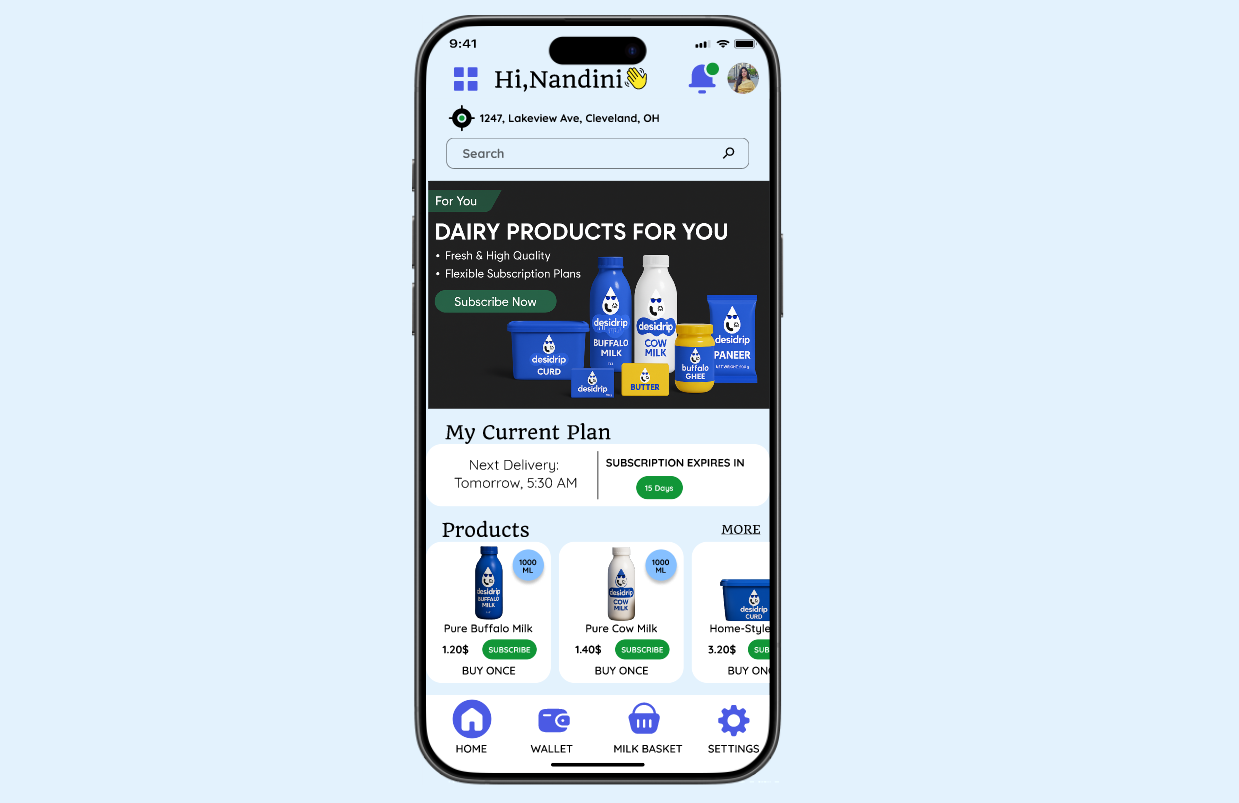 9:41
Hi,Nandini👋
1247, Lakeview Ave, Cleveland, OH
Search
For You
DAIRY PRODUCTS FOR YOU
• Fresh & High Quality
• Flexible Subscription Plans
Subscribe Now
desidrip
BUFFALO
MILK
desidrip
COW
MILK
desidrip
PANEER
desidrip
CURD
buffalo
GHEE
desidrip
BUTTER
My Current Plan
Next Delivery:
Tomorrow, 5:30 AM
SUBSCRIPTION EXPIRES IN
15 Days
Products
MORE
desidrip
BUFFALO
MILK
1000
ML
Pure Buffalo Milk
1.20$
SUBSCRIBE
BUY ONCE
desidrip
COW
MILK
1000
ML
Pure Cow Milk
1.40$
SUBSCRIBE
BUY ONCE
desidrip
CURD
Home-Style
3.20$
SUB
BUY ON
HOME
WALLET
MILK BASKET
SETTINGS